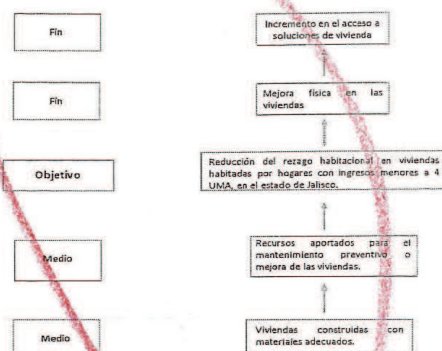 Fin
Incremento en el acceso a
soluciones de vivienda
Fin
Mejora física en las
viviendas
Objetivo
Reducción del rezago habitacional en viviendas
habitadas por hogares con ingresos menores a 4
UMA, en el estado de Jalisco.
Medio
Recursos aportados para el
mantenimiento preventivo o
mejora de las viviendas.
Medio
Viviendas construidas con
materiales adecuados.